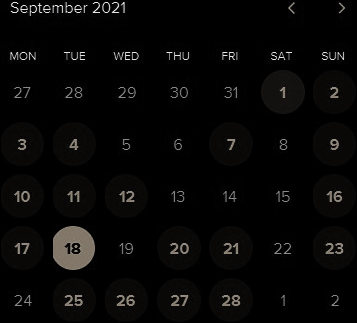 September 2021
MON TUE WED THU FRI SAT SUN
27 28 29 30 31 1 2
3 4 5 6 7 8 9
10 11 12 13 14 15 16
17 18 19 20 21 22 23
24 25 26 27 28 1 2